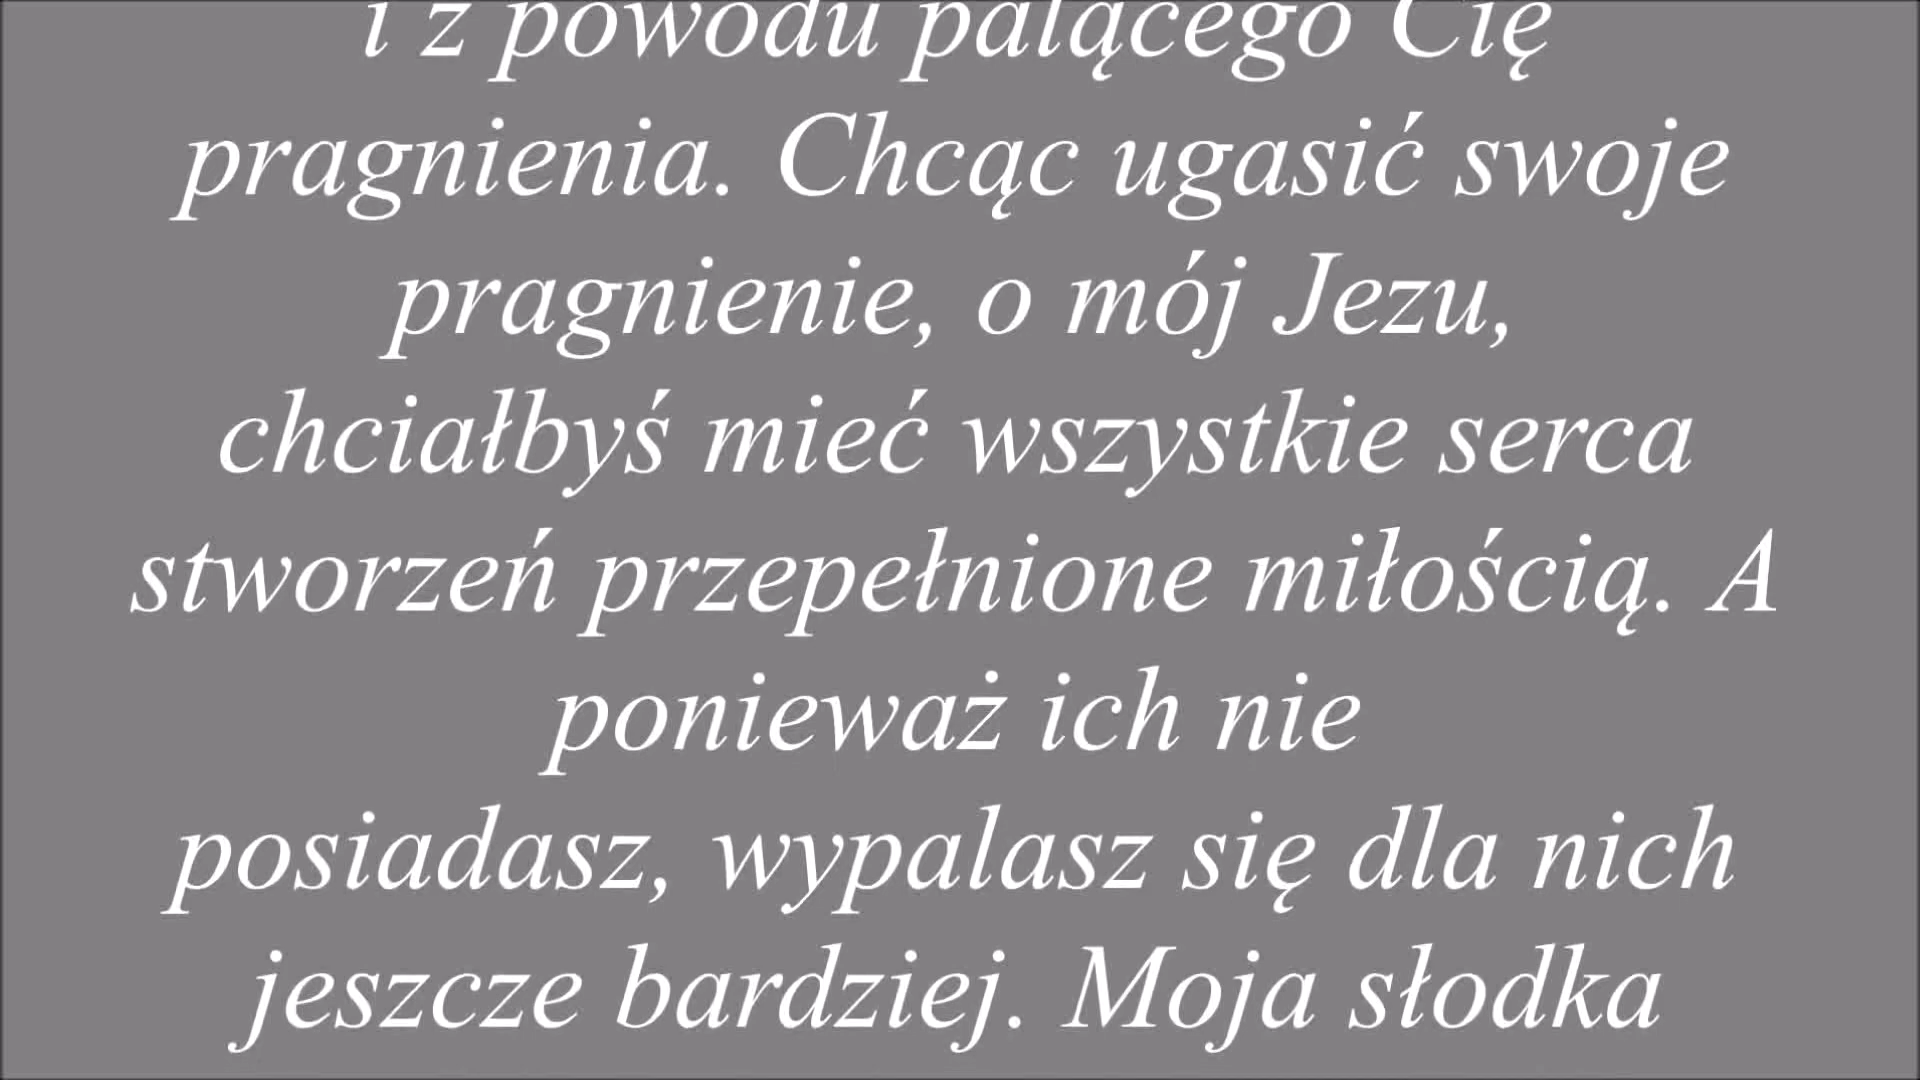 i z powodu palącego Cię
pragnienia. Chcąc ugasić swoje
pragnienie, o mój Jezu,
chciałbyś mieć wszystkie serca
stworzeń przepełnione miłością. A
ponieważ ich nie
posiadasz, wypalasz się dla nich
jeszcze bardziej. Moja słodka